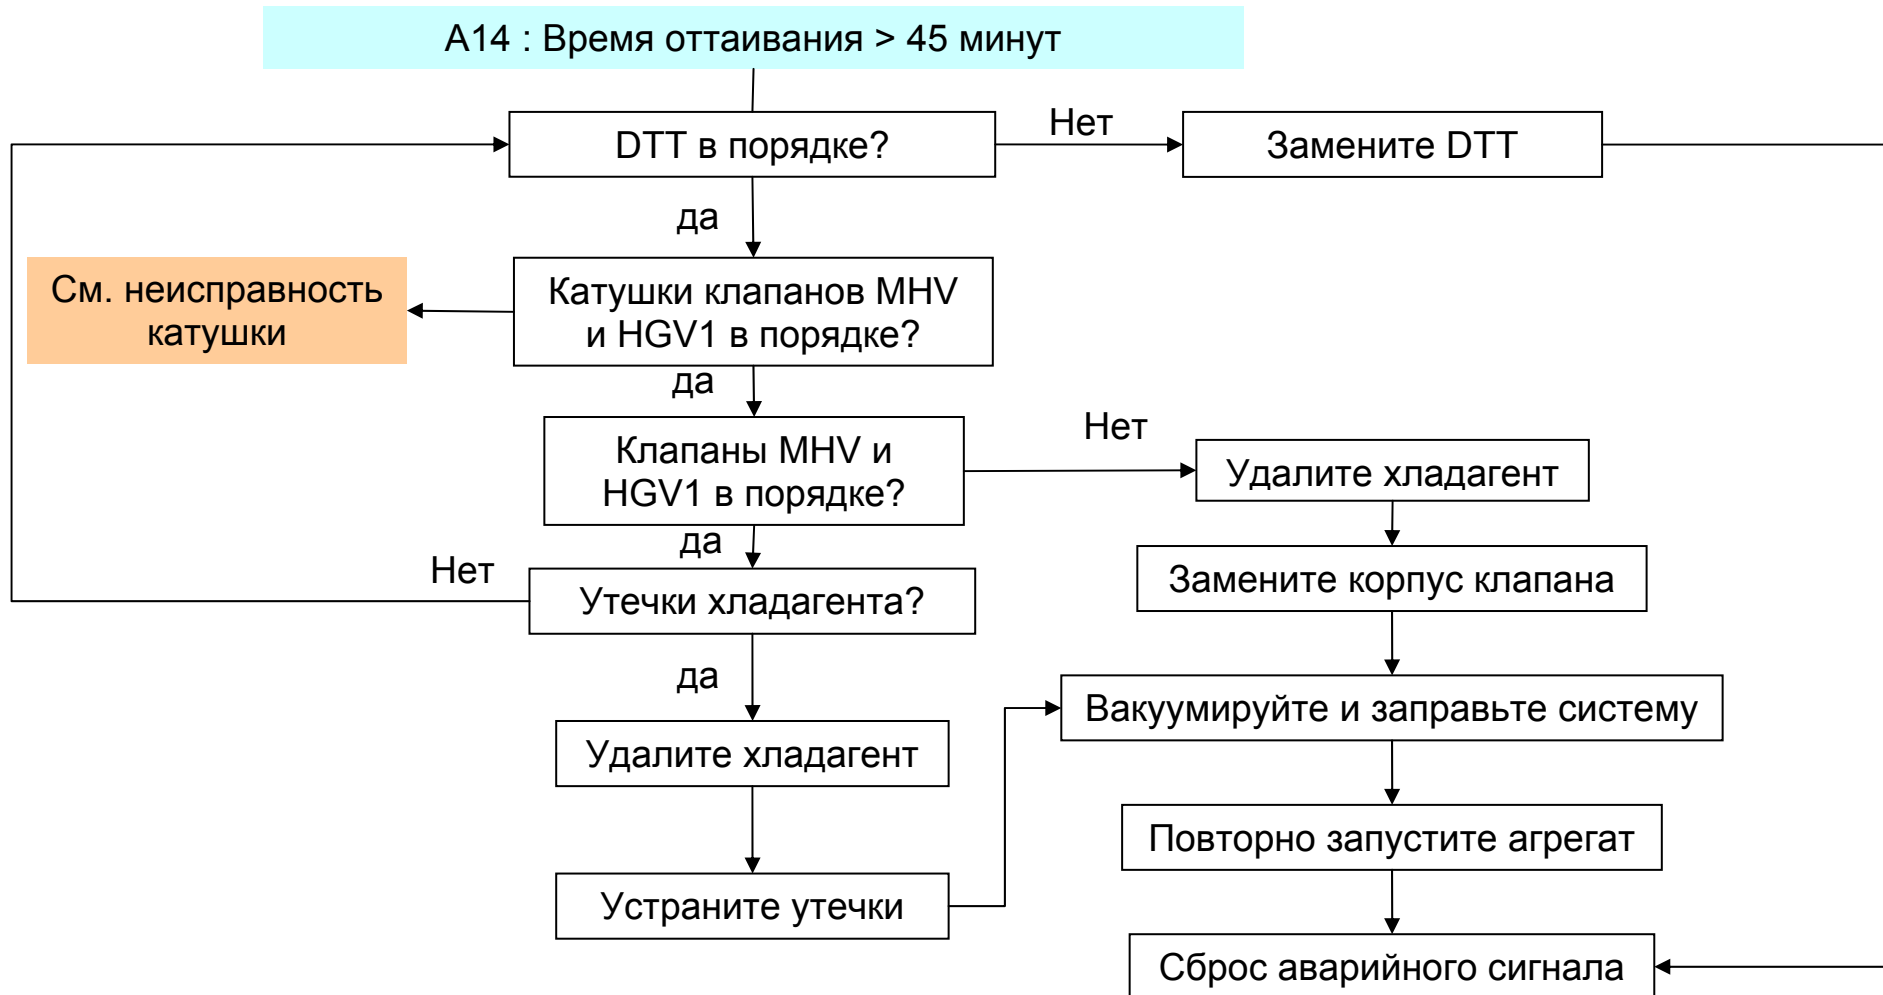 A14 : Время оттаивания > 45 минут
DTT в порядке?
Нет
Замените DTT
да
См. неисправность
катушки
Катушки клапанов MHV
и HGV1 в порядке?
да
Клапаны MHV и
HGV1 в порядке?
Нет
Удалите хладагент
да
Нет
Утечки хладагента?
Замените корпус клапана
да
Вакуумируйте и заправьте систему
Удалите хладагент
Повторно запустите агрегат
Устраните утечки
Сброс аварийного сигнала